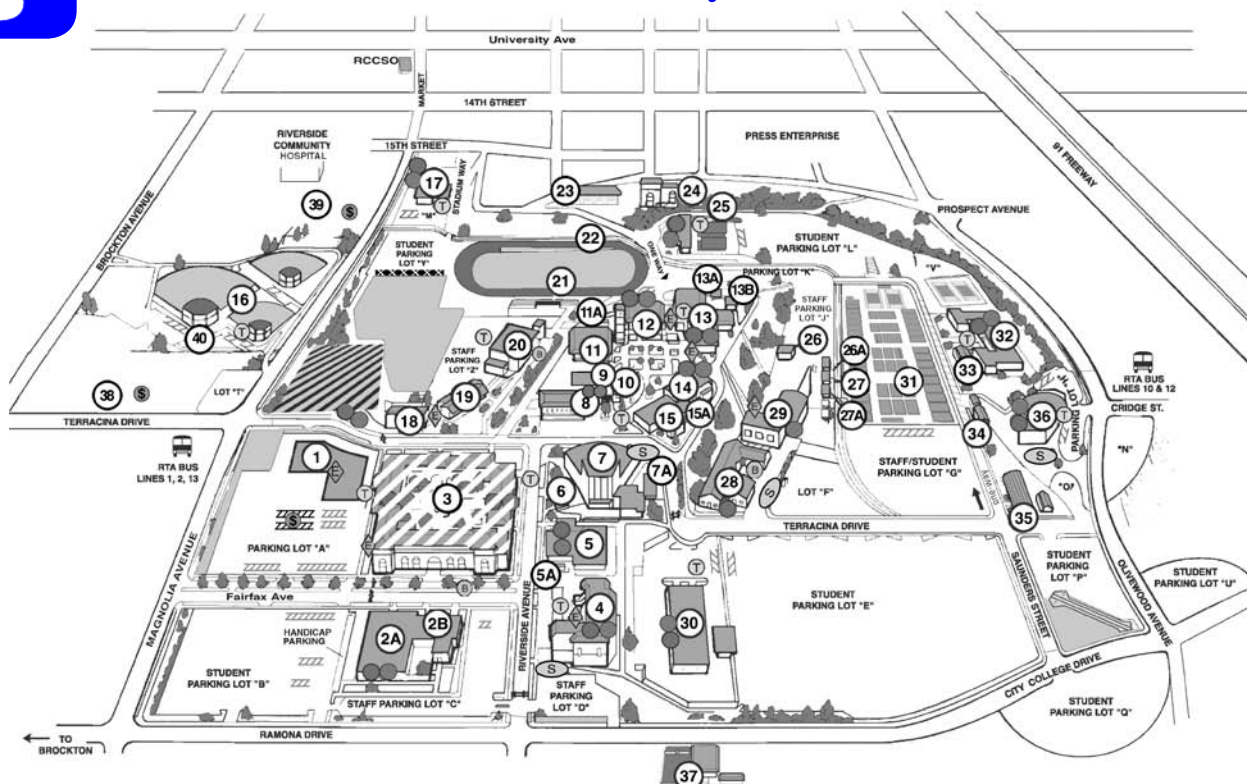 University Ave
RCCSO
MARKET
14TH STREET
PRESS ENTERPRISE
91 FREEWAY
RIVERSIDE
COMMUNITY
HOSPITAL
15TH STREET
17
STADIUM WAY
"M"
23
24
25
T
39
$
BROCKTON AVENUE
PROSPECT AVENUE
STUDENT
PARKING
LOT "Y"
22
21
ONE WAY
STUDENT
PARKING LOT "L"
PARKING LOT "K"
"V"
13A
13B
STAFF
PARKING
LOT "J"
16
40
T
11A
12
13
E
T
20
T
B
STAFF
PARKING
LOT "Z"
11
26
26A
32
T
33
31
RTA BUS
LINES 10 & 12
CRIDGE ST.
38
$
LOT "T"
9
10
8
14
27
27A
19
18
E
15
15A
29
E
34
36
T
PARKING
LOT "H"
TERRACINA DRIVE
RTA BUS
LINES 1, 2, 13
1
E
T
3
T
7
S
7A
6
28
B
S
LOT "F"
STAFF/STUDENT
PARKING LOT "G"
S
"N"
"O"
35
$
PARKING LOT "A"
E
5
TERRACINA DRIVE
5A
B
Fairfax Ave
MAGNOLIA AVENUE
RIVERSIDE AVENUE
T
E
4
T
30
STUDENT
PARKING LOT "E"
SAUNDERS STREET
STUDENT
PARKING
LOT "P"
OLIVEWOOD AVENUE
STUDENT
PARKING LOT "U"
HANDICAP
PARKING
2A
2B
STUDENT
PARKING LOT "B"
STAFF PARKING LOT "C"
S
STAFF
PARKING
LOT "D"
CITY COLLEGE DRIVE
STUDENT
PARKING LOT "Q"
RAMONA DRIVE
TO
BROCKTON
37